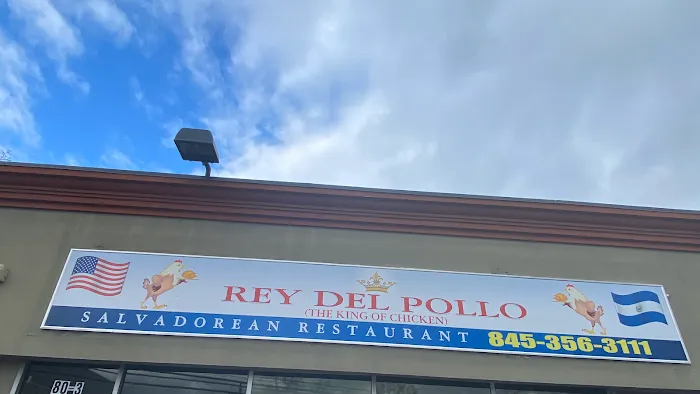 REY DEL POLLO
(THE KING OF CHICKEN)
SALVADOREAN RESTAURANT 845-356-3111
80-3